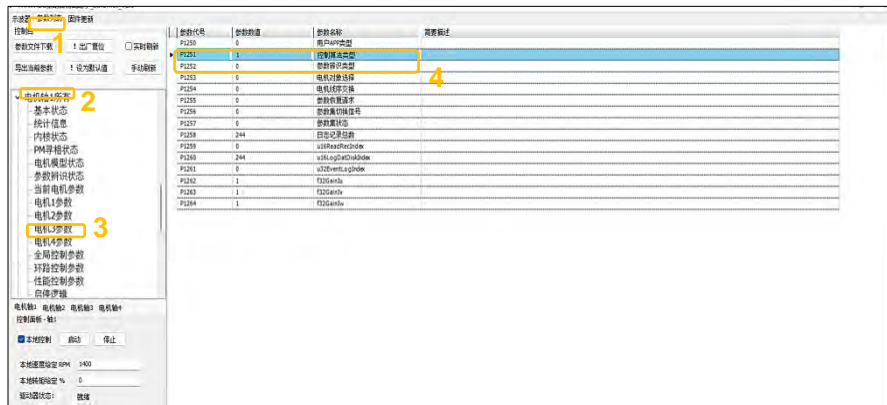 示波器 参数列表 固件更新
控制台
1
参数文件下载 ！出厂复位 实时刷新
导出当前参数 ！设为默认值 手动刷新
电机轴1所有
2
基本状态
统计信息
内核状态
PM寻相状态
电机模型状态
参数辨识状态
当前电机参数
电机1参数
电机2参数
电机3参数
3
电机4参数
全局控制参数
环路控制参数
性能控制参数
启停逻辑
电机轴1 电机轴2 电机轴3 电机轴4
控制面板 - 轴1
本地控制 启动 停止
本地速度给定 RPM 1400
本地转矩给定 % 0
驱动器状态： 就绪
参数代号 参数数值 参数名称 简要描述
P1250 0 用户APP类型
P1251 1 控制算法类型
P1252 0 参数辨识类型
4
P1253 0 电机对象选择
P1254 0 电机线序交换
P1255 0 参数恢复请求
P1256 0 参数集切换信号
P1257 0 参数集状态
P1258 244 日志记录总数
P1259 0 u16ReadRecIndex
P1260 244 u16LogDatDiskIndex
P1261 0 u32EventLogIndex
P1262 1 f32GainIu
P1263 1 f32GainIv
P1264 1 f32GainIw